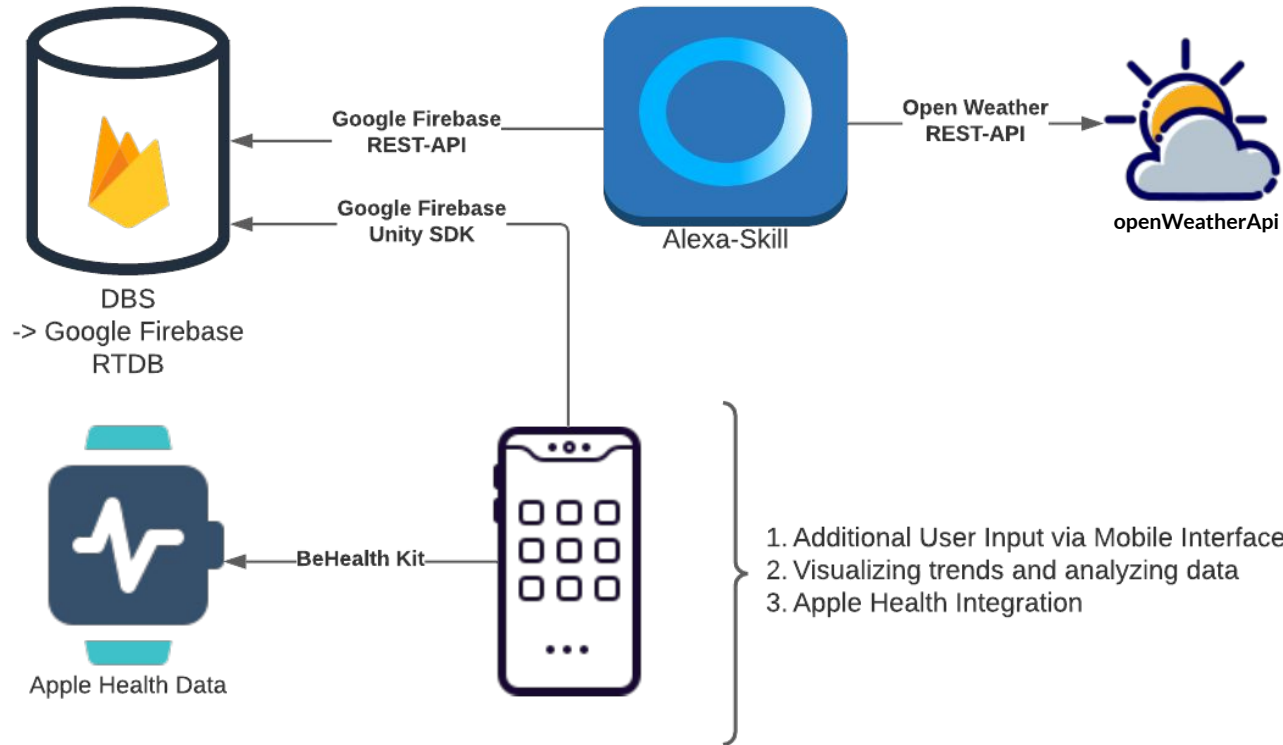 Google Firebase
REST-API
Open Weather
REST-API
openWeatherApi
Google Firebase
Unity SDK
Alexa-Skill
DBS
-> Google Firebase
RTDB
BeHealth Kit
1. Additional User Input via Mobile Interface
2. Visualizing trends and analyzing data
3. Apple Health Integration
Apple Health Data